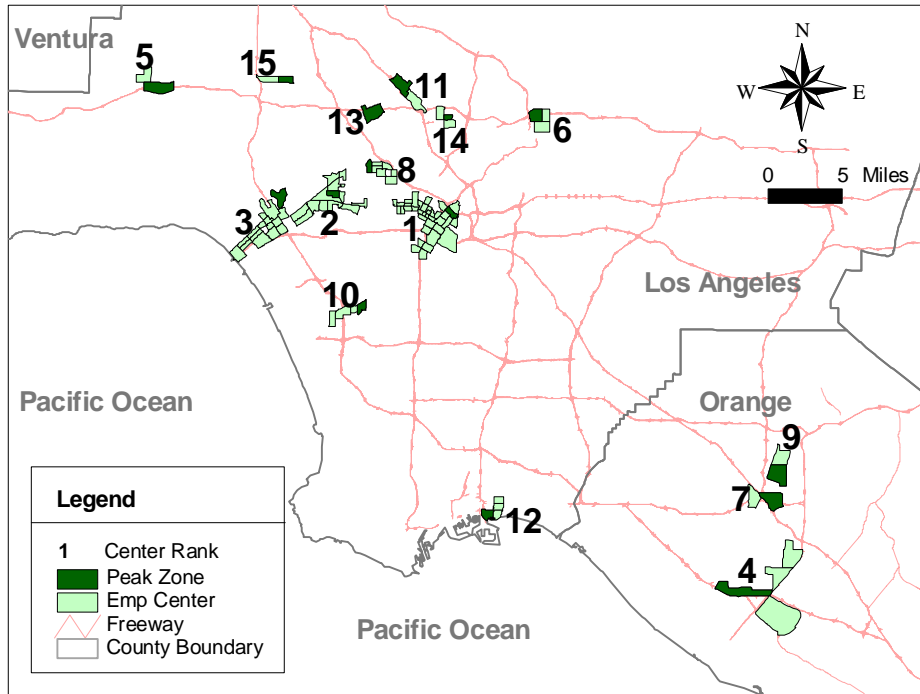 Ventura
5
15
11
13
14
6
N
W E
S
0 5 Miles
8
3
2
1
10
Los Angeles
Pacific Ocean
Orange
9
7
12
4
Pacific Ocean
Legend
1 Center Rank
Peak Zone
Emp Center
Freeway
County Boundary